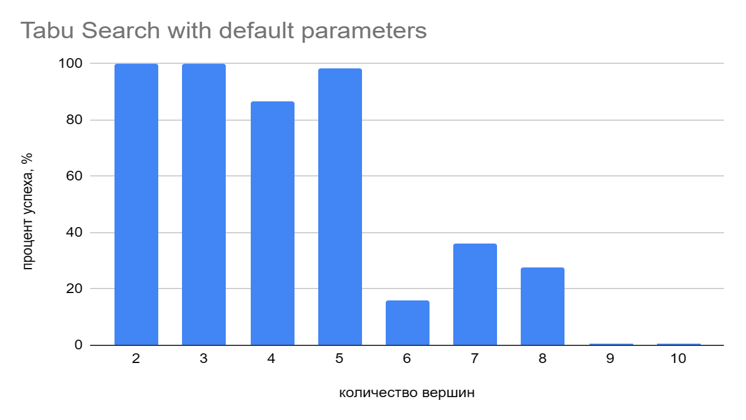 Tabu Search with default parameters
100
80
60
40
20
0
процент успеха, %
2 3 4 5 6 7 8 9 10
количество вершин